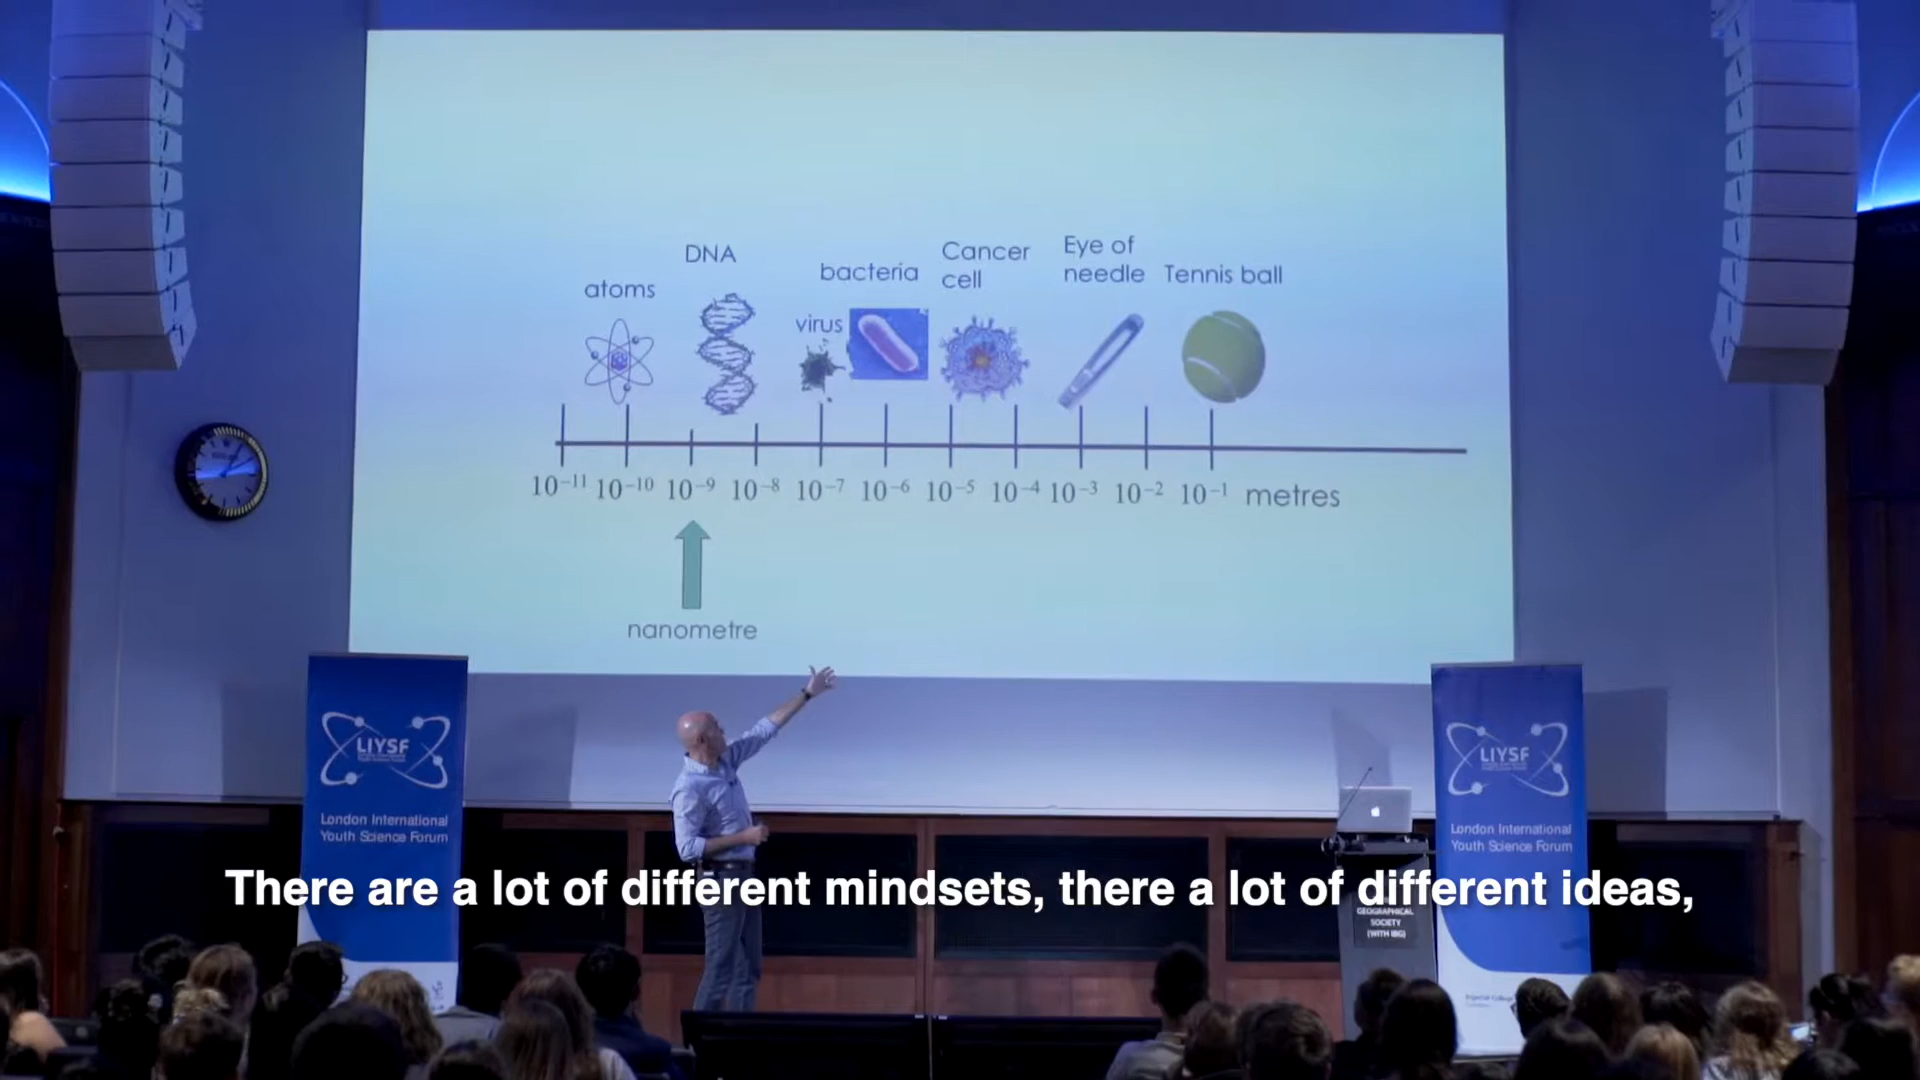 DNA
atoms
virus
bacteria
Cancer
cell
Eye of
needle
Tennis ball
10⁻¹¹ 10⁻¹⁰ 10⁻⁹ 10⁻⁸ 10⁻⁷ 10⁻⁶ 10⁻⁵ 10⁻⁴ 10⁻³ 10⁻² 10⁻¹ metres
nanometre
LIYSF
London International
Youth Science Forum
LIYSF
London International
Youth Science Forum
GEOGRAPHICAL
SOCIETY
(WITH IBG)
There are a lot of different mindsets, there a lot of different ideas,